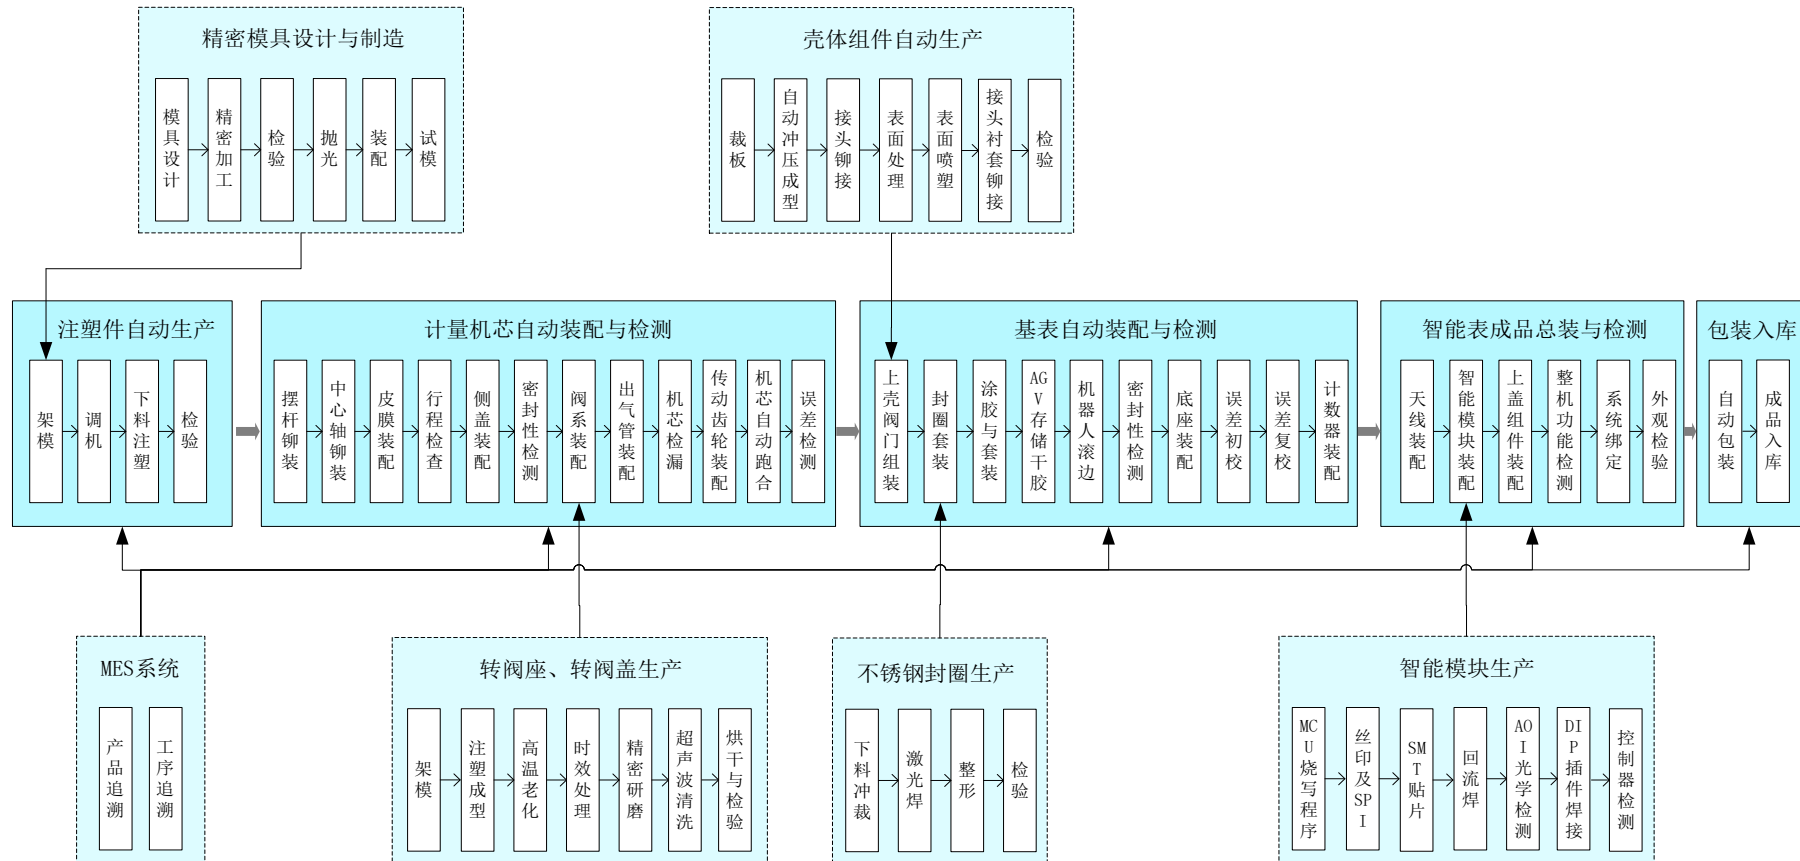 精密模具设计与制造
模具设计
精密加工
检验
抛光
装配
试模
壳体组件自动生产
裁板
自动冲压成型
接头铆接
表面处理
表面喷塑
接头衬套铆接
检验
注塑件自动生产
架模
调机
下料注塑
检验
计量机芯自动装配与检测
摆杆铆装
中心轴铆装
皮膜装配
行程检查
侧盖装配
密封性检测
阀系装配
出气管装配
机芯检漏
传动齿轮装配
机芯自动跑合
误差检测
基表自动装配与检测
上壳阀门组装
封圈套装
涂胶与套装
AGV存储干胶
机器人滚边
密封性检测
底座装配
误差初校
误差复校
计数器装配
智能表成品总装与检测
天线装配
智能模块装配
上盖组件装配
整机功能检测
系统绑定
外观检验
包装入库
自动包装
成品入库
MES系统
产品追溯
工序追溯
转阀座、转阀盖生产
架模
注塑成型
高温老化
时效处理
精密研磨
超声波清洗
烘干与检验
不锈钢封圈生产
下料冲裁
激光焊
整形
检验
智能模块生产
MCU烧写程序
丝印及SPI
SMT贴片
回流焊
AOI光学检测
DIP插件焊接
控制器检测